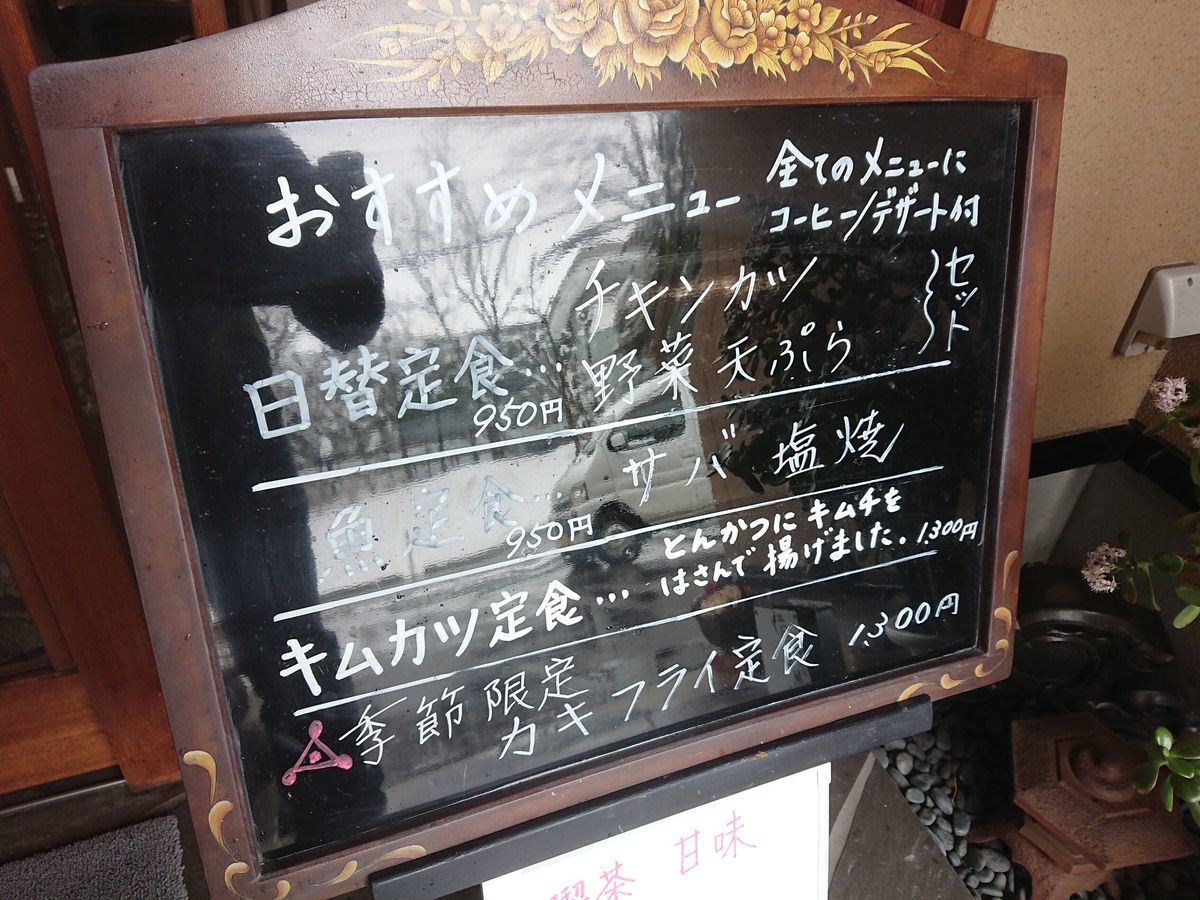 おすすめメニュー
全てのメニューに
コーヒー/デザート付
日替定食…950円
チキンカツ
野菜天ぷら
セット
魚定食…950円 サバ塩焼
キムカツ定食…
とんかつにキムチを
はさんで揚げました。1,300円
季節限定
カキフライ定食 1,300円
喫茶 甘味